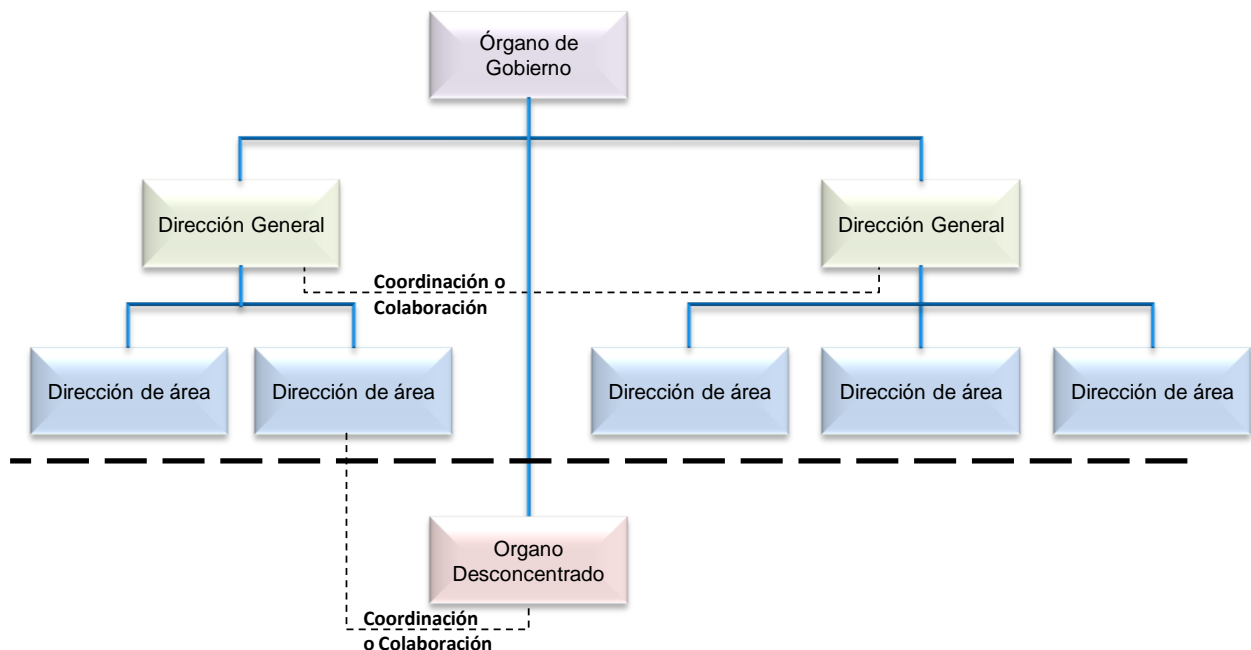 Órgano de
Gobierno
Dirección General
Dirección General
Coordinación o
Colaboración
Dirección de área
Dirección de área
Dirección de área
Dirección de área
Dirección de área
Organo
Desconcentrado
Coordinación
o Colaboración